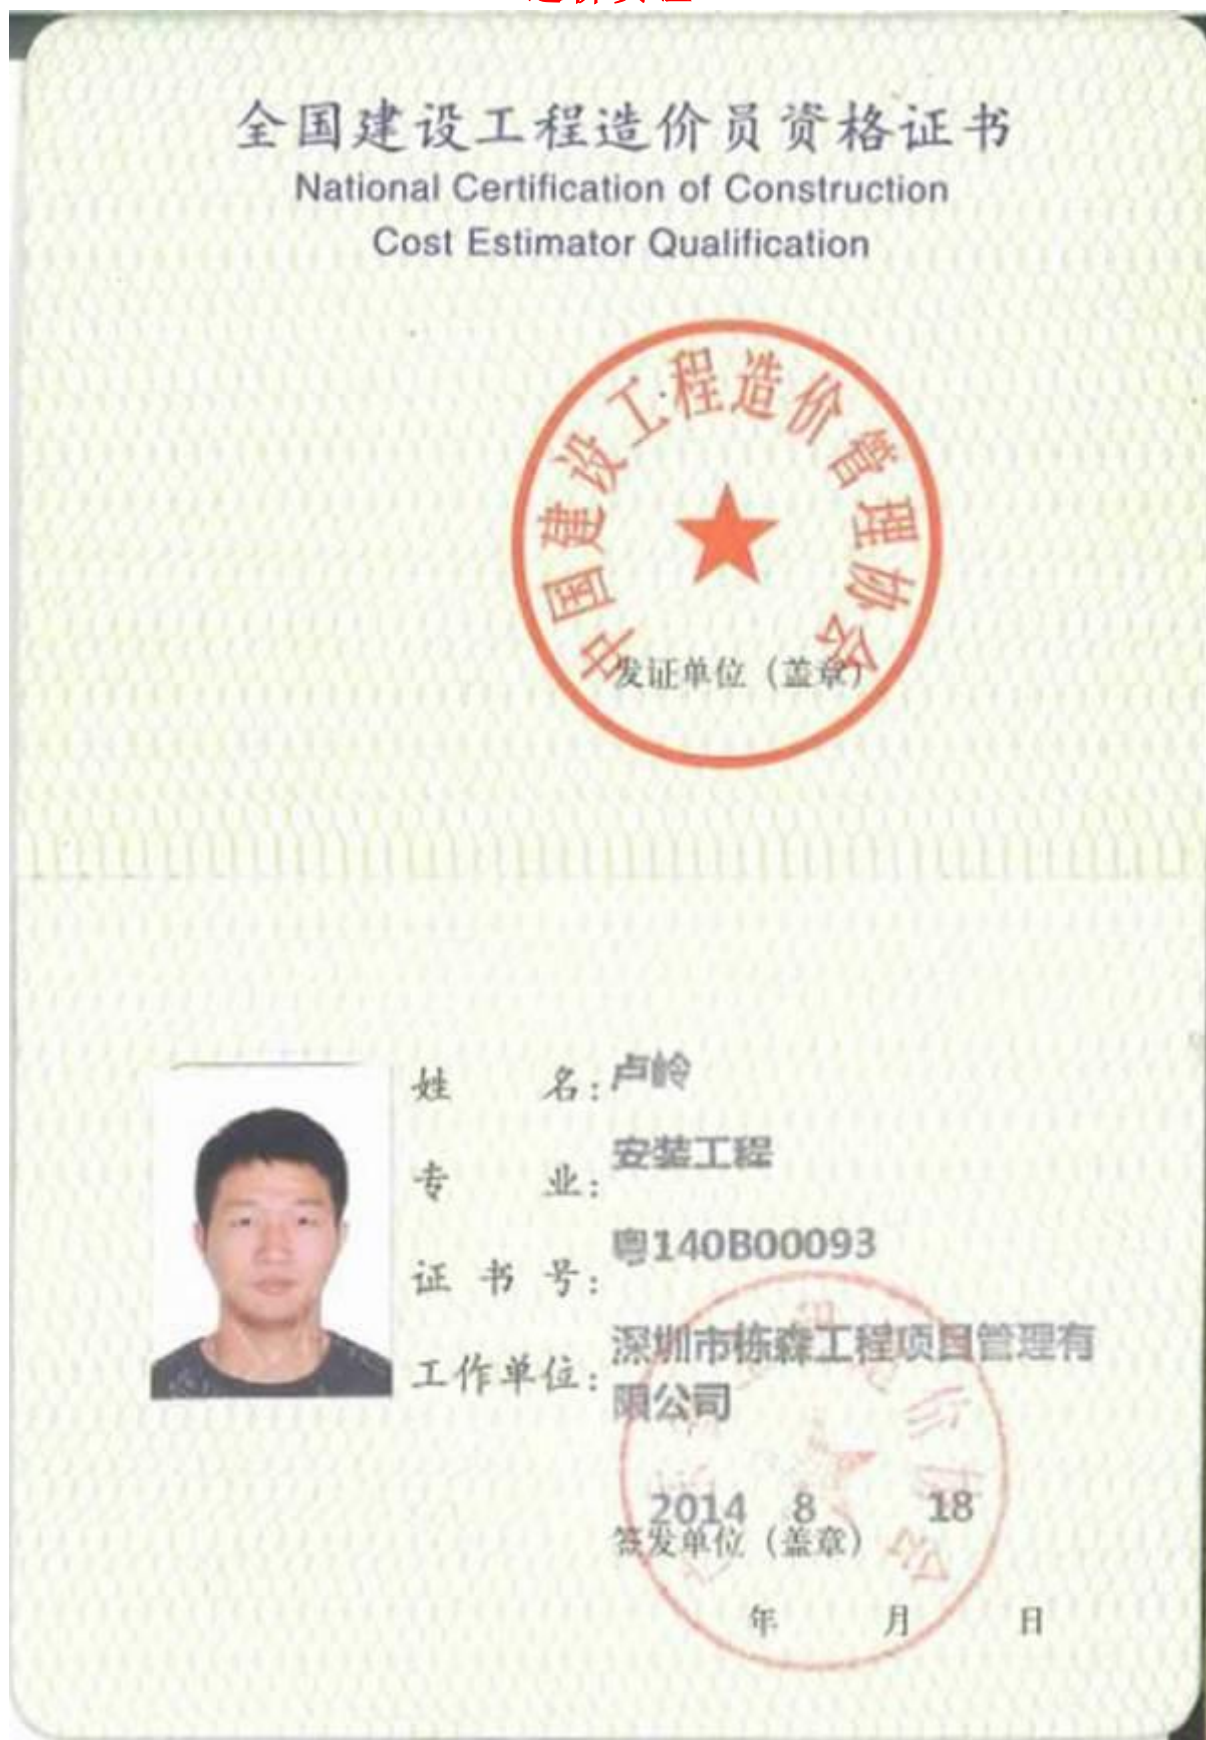 全国建设工程造价员资格证书
National Certification of Construction
Cost Estimator Qualification
中国建设工程造价管理协会
发证单位（盖章）
姓 名：卢岭
专 业：安装工程
证书号：粤140B00093
工作单位：深圳市栋森工程项目管理有
限公司
2014 8 18
签发单位（盖章）
年 月 日